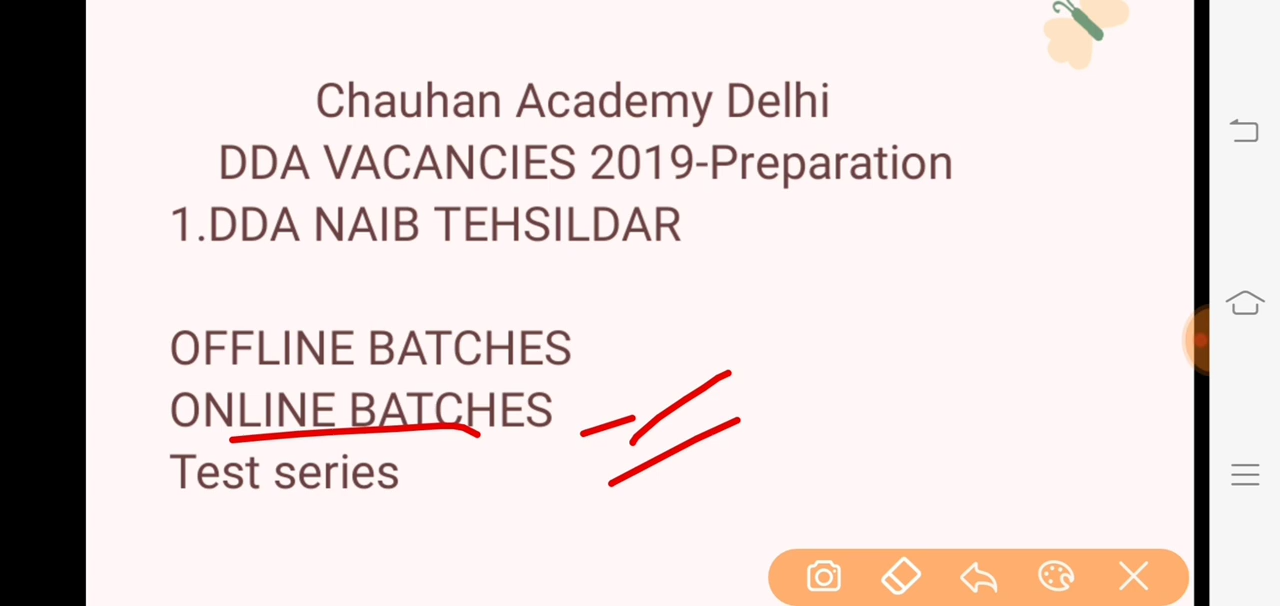 Chauhan Academy Delhi
DDA VACANCIES 2019-Preparation
1.DDA NAIB TEHSILDAR
OFFLINE BATCHES
ONLINE BATCHES
Test series